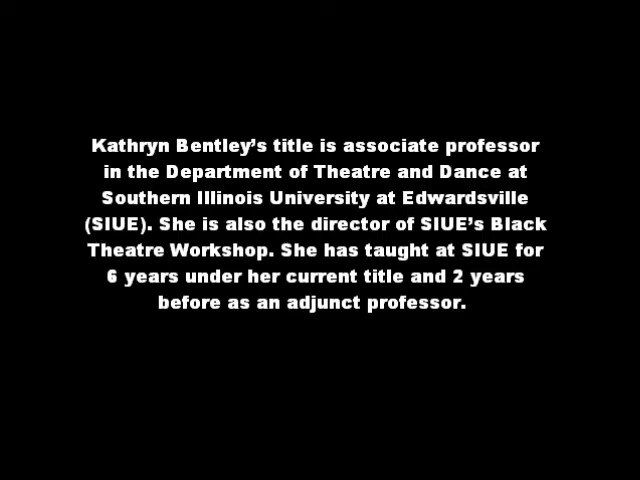 Kathryn Bentley’s title is associate professor
in the Department of Theatre and Dance at
Southern Illinois University at Edwardsville
(SIUE). She is also the director of SIUE’s Black
Theatre Workshop. She has taught at SIUE for
6 years under her current title and 2 years
before as an adjunct professor.